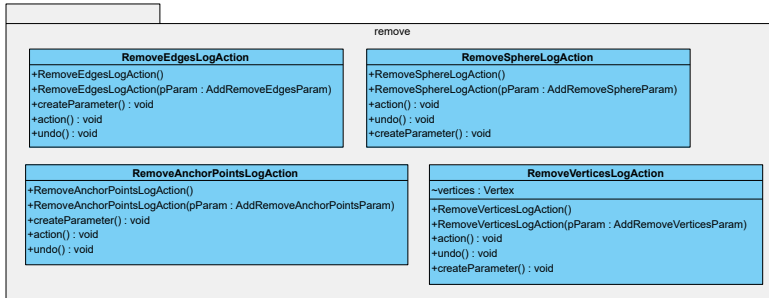 remove
RemoveEdgesLogAction
+RemoveEdgesLogAction()
+RemoveEdgesLogAction(pParam : AddRemoveEdgesParam)
+createParameter() : void
+action() : void
+undo() : void
RemoveSphereLogAction
+RemoveSphereLogAction()
+RemoveSphereLogAction(pParam : AddRemoveSphereParam)
+action() : void
+undo() : void
+createParameter() : void
RemoveAnchorPointsLogAction
+RemoveAnchorPointsLogAction()
+RemoveAnchorPointsLogAction(pParam : AddRemoveAnchorPointsParam)
+createParameter() : void
+action() : void
+undo() : void
RemoveVerticesLogAction
~vertices : Vertex
+RemoveVerticesLogAction()
+RemoveVerticesLogAction(pParam : AddRemoveVerticesParam)
+action() : void
+undo() : void
+createParameter() : void